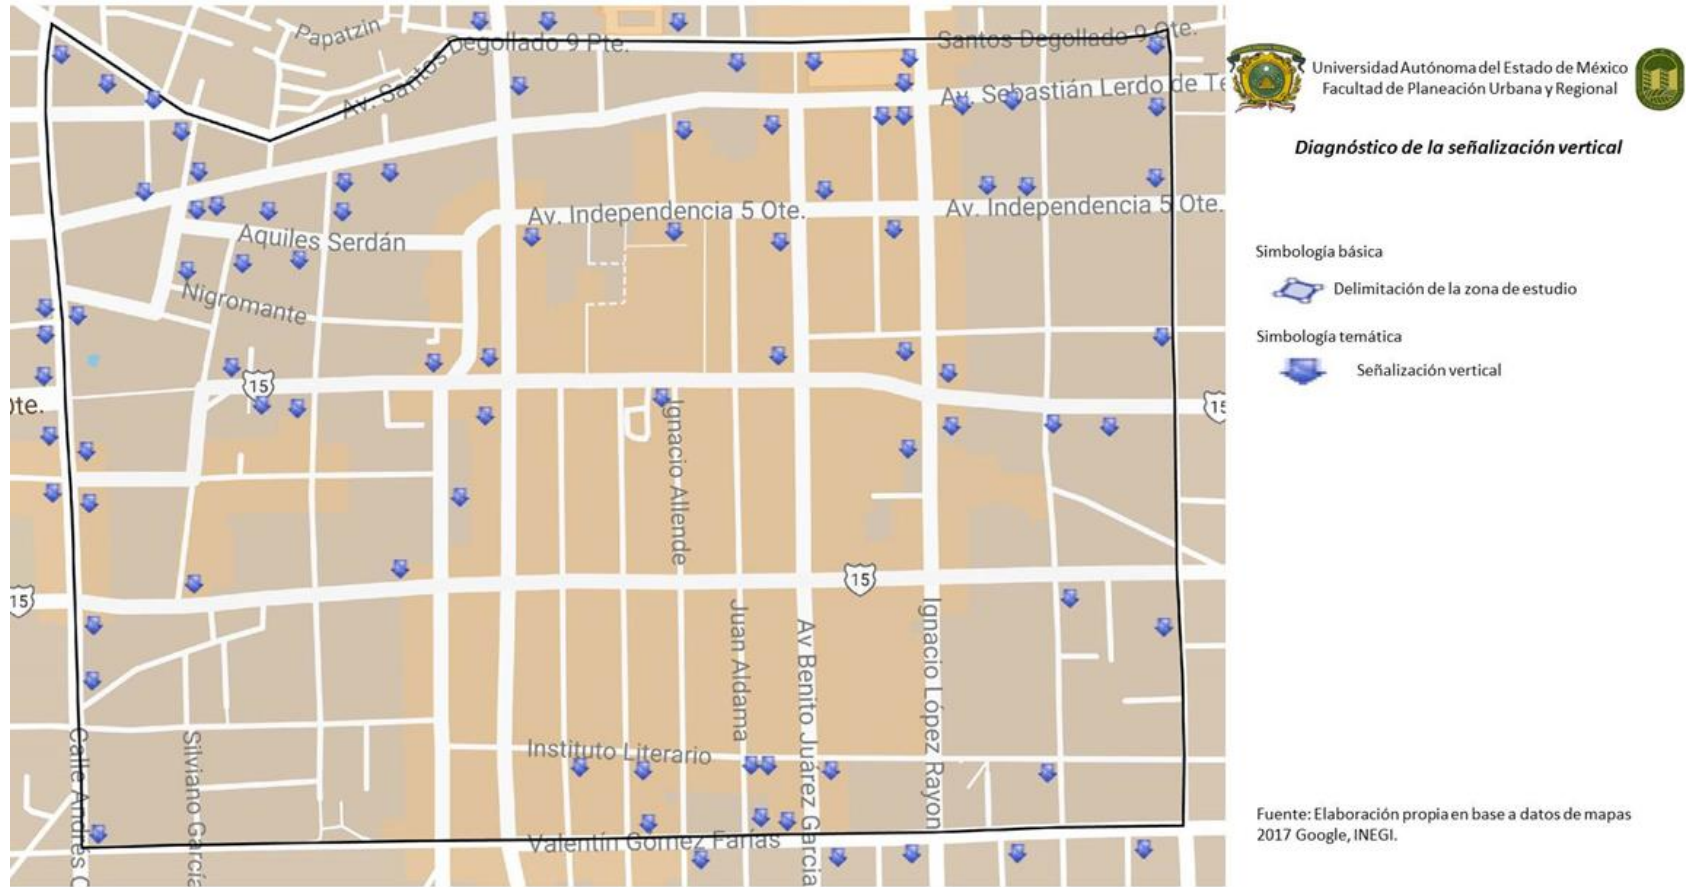 Papatzin
Degollado 9 Pte.
Santos Degollado 9 Ote.
Av. Santos
Av. Sebastián Lerdo de Te
Av. Independencia 5 Ote.
Av. Independencia 5 Ote.
Aquiles Serdán
Nigromante
15
15
ote.
Ignacio Allende
15
15
Juan Aldama
Av Benito Juárez García
Ignacio López Rayon
Instituto Literario
Calle Andrés Q
Silviano García
Valentín Gómez Farías
Universidad Autónoma del Estado de México
Facultad de Planeación Urbana y Regional
Diagnóstico de la señalización vertical
Simbología básica
Delimitación de la zona de estudio
Simbología temática
Señalización vertical
Fuente: Elaboración propia en base a datos de mapas
2017 Google, INEGI.